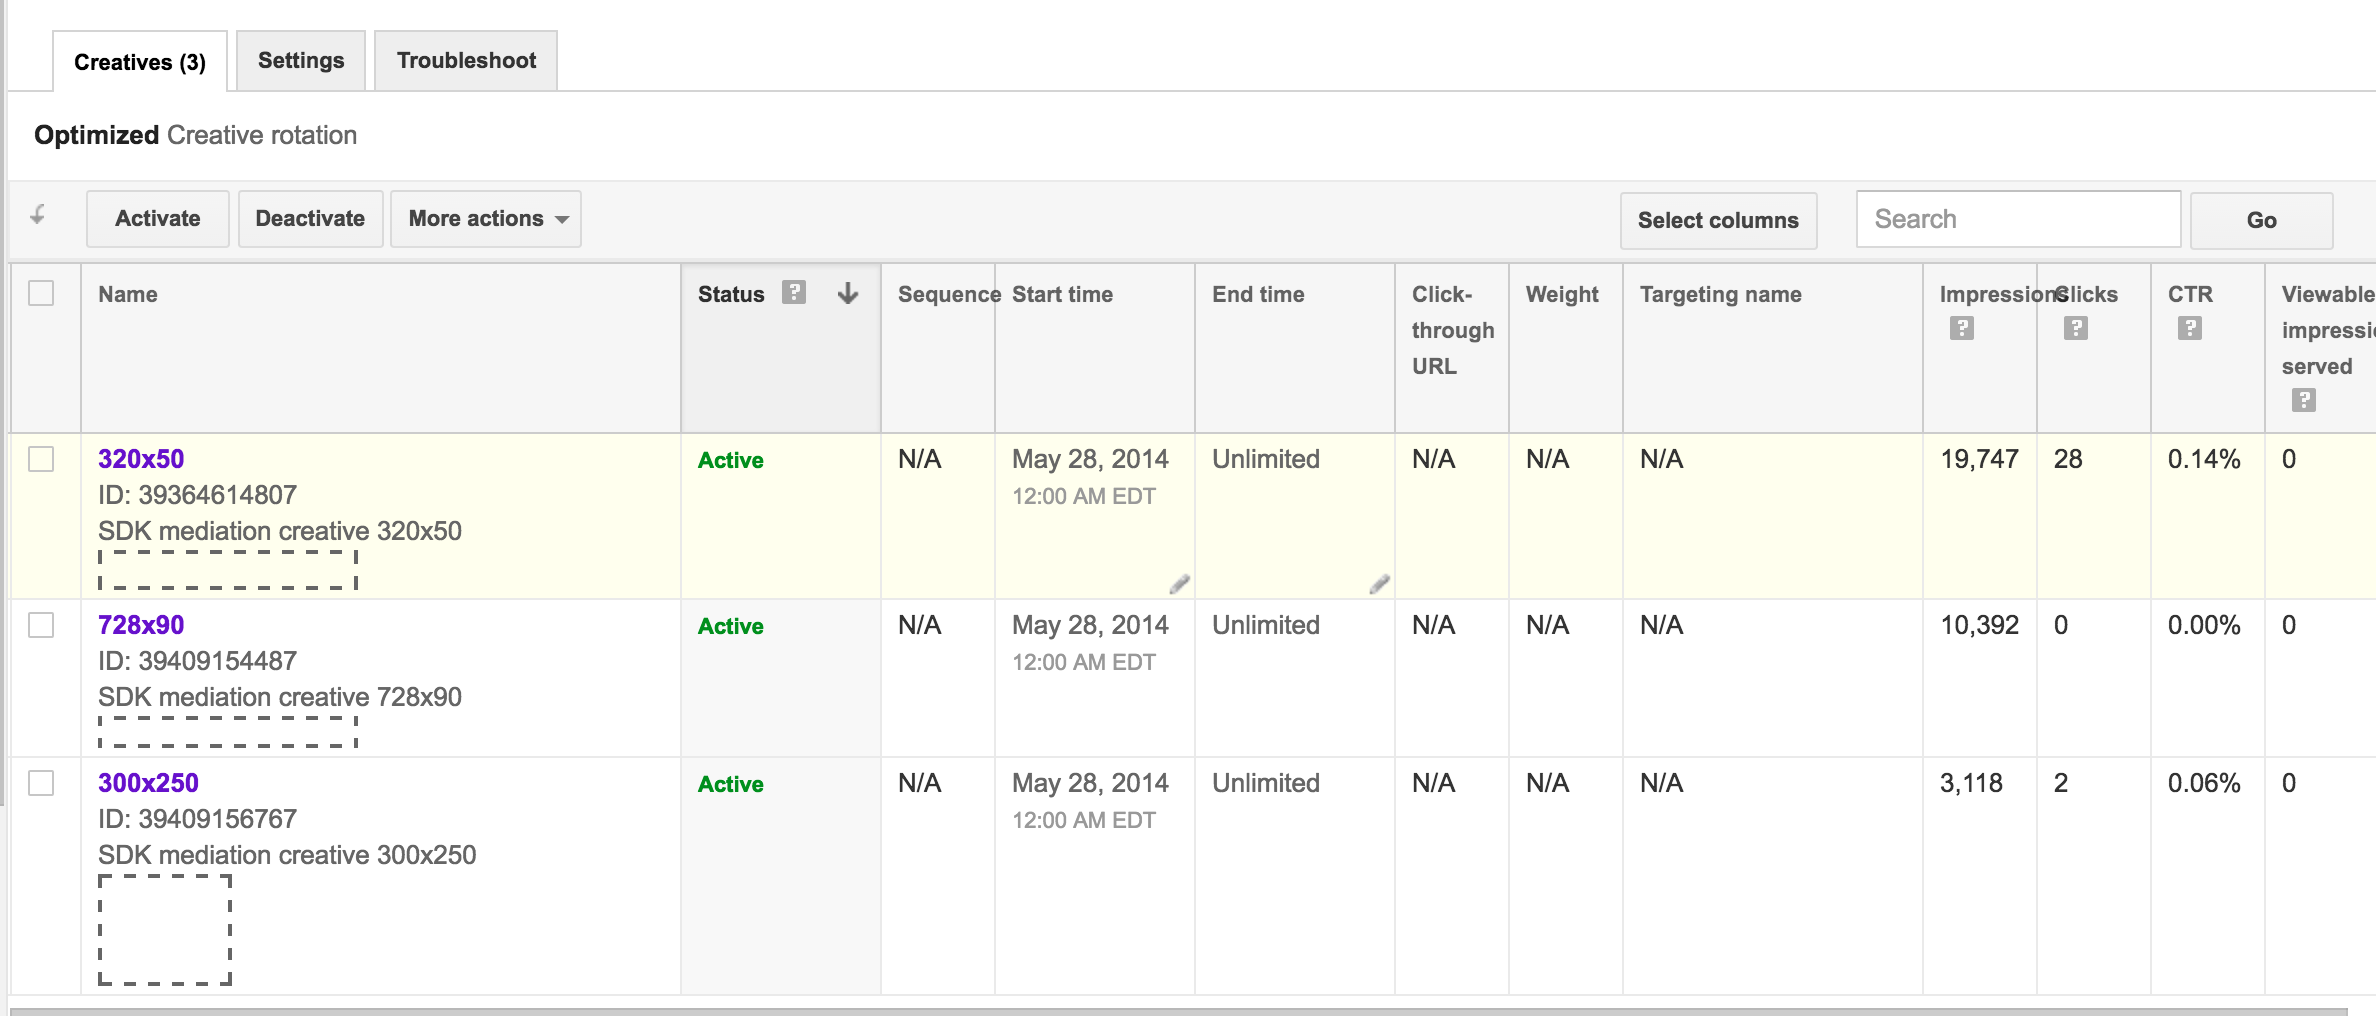 Creatives (3) Settings Troubleshoot
Optimized Creative rotation
Activate Deactivate More actions Select columns Search Go
Name Status ? Sequence Start time End time Click-through URL Weight Targeting name Impressions ? Clicks ? CTR ? Viewable impressi served ?
320x50 Active N/A May 28, 2014 Unlimited N/A N/A N/A 19,747 28 0.14% 0
ID: 39364614807 12:00 AM EDT
SDK mediation creative 320x50
728x90 Active N/A May 28, 2014 Unlimited N/A N/A N/A 10,392 0 0.00% 0
ID: 39409154487 12:00 AM EDT
SDK mediation creative 728x90
300x250 Active N/A May 28, 2014 Unlimited N/A N/A N/A 3,118 2 0.06% 0
ID: 39409156767 12:00 AM EDT
SDK mediation creative 300x250